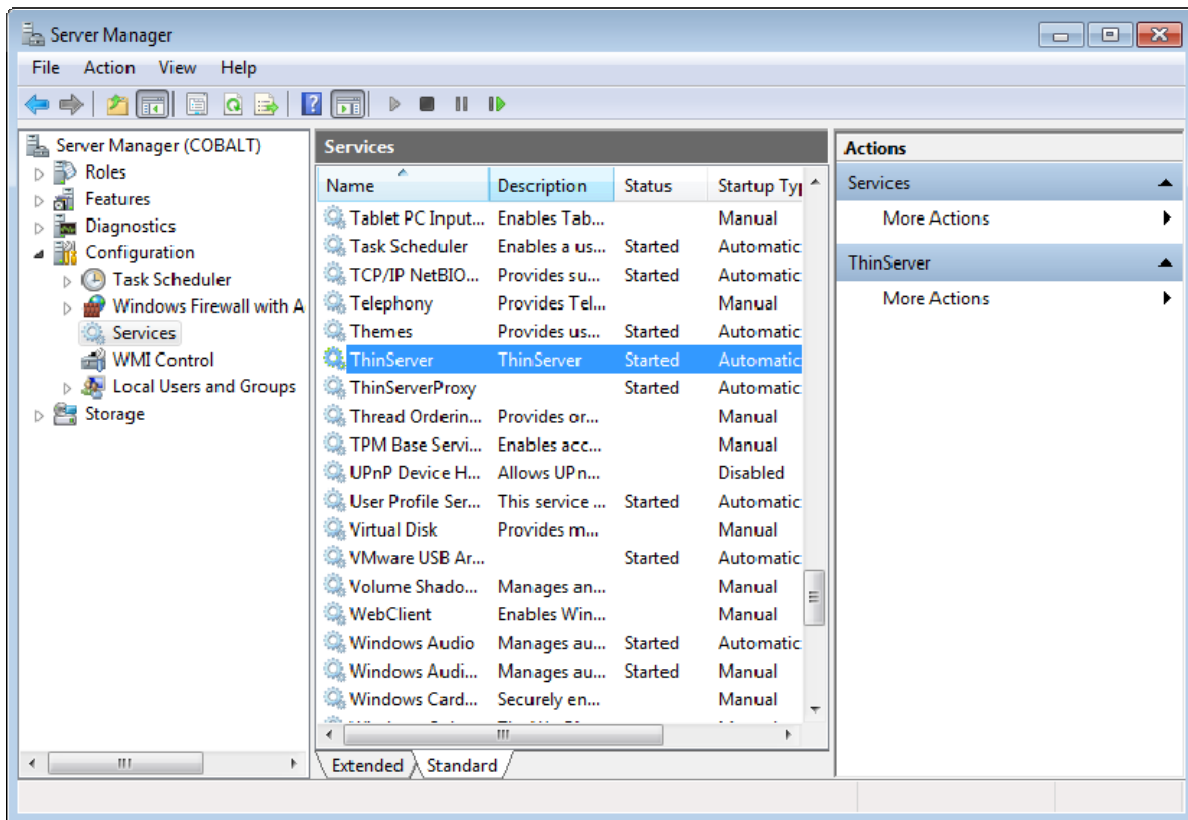 Server Manager
File Action View Help
Server Manager (COBALT)
Roles
Features
Diagnostics
Configuration
Task Scheduler
Windows Firewall with A
Services
WMI Control
Local Users and Groups
Storage
Services
Name Description Status Startup Ty
Tablet PC Input... Enables Tab... Manual
Task Scheduler Enables a us... Started Automatic
TCP/IP NetBIO... Provides su... Started Automatic
Telephony Provides Tel... Manual
Themes Provides us... Started Automatic
ThinServer ThinServer Started Automatic
ThinServerProxy Started Automatic
Thread Orderin... Provides or... Manual
TPM Base Servi... Enables acc... Manual
UPnP Device H... Allows UPn... Disabled
User Profile Ser... This service ... Started Automatic
Virtual Disk Provides m... Manual
VMware USB Ar... Started Automatic
Volume Shado... Manages an... Manual
WebClient Enables Win... Manual
Windows Audio Manages au... Started Automatic
Windows Audi... Manages au... Started Manual
Windows Card... Securely en... Manual
Extended Standard
Actions
Services
More Actions
ThinServer
More Actions